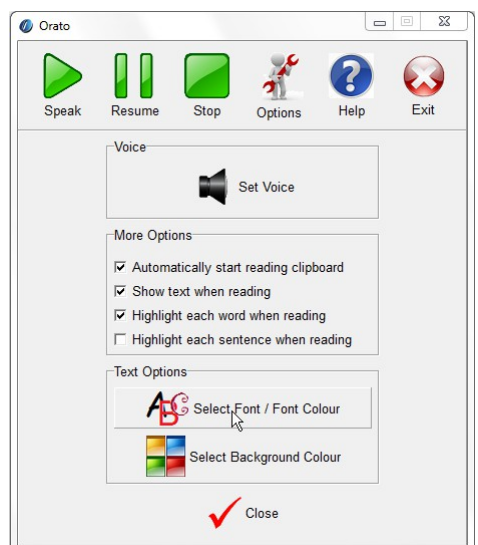 Orato
Speak Resume Stop Options Help Exit
Voice
Set Voice
More Options
Automatically start reading clipboard
Show text when reading
Highlight each word when reading
Highlight each sentence when reading
Text Options
ABC Select Font / Font Colour
Select Background Colour
Close